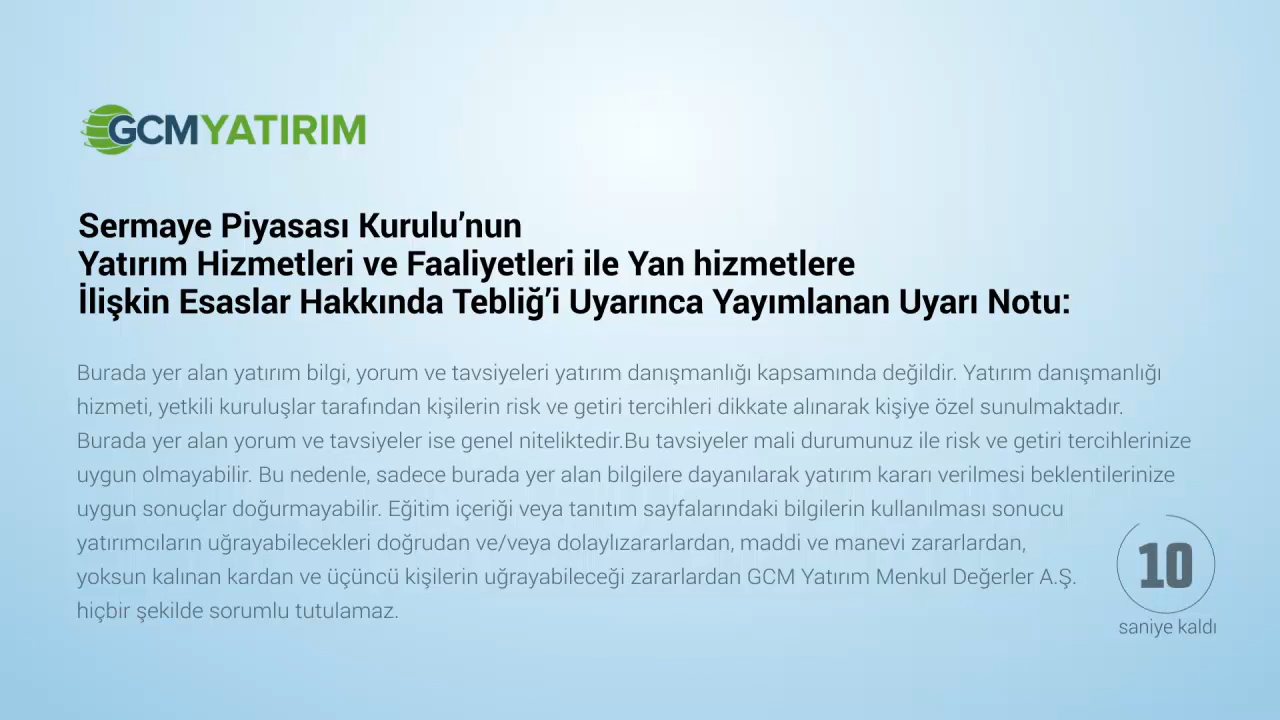 GCMYATIRIM
Sermaye Piyasası Kurulu’nun
Yatırım Hizmetleri ve Faaliyetleri ile Yan hizmetlere
İlişkin Esaslar Hakkında Tebliğ’i Uyarınca Yayımlanan Uyarı Notu:
Burada yer alan yatırım bilgi, yorum ve tavsiyeleri yatırım danışmanlığı kapsamında değildir. Yatırım danışmanlığı
hizmeti, yetkili kuruluşlar tarafından kişilerin risk ve getiri tercihleri dikkate alınarak kişiye özel sunulmaktadır.
Burada yer alan yorum ve tavsiyeler ise genel niteliktedir.Bu tavsiyeler mali durumunuz ile risk ve getiri tercihlerinize
uygun olmayabilir. Bu nedenle, sadece burada yer alan bilgilere dayanılarak yatırım kararı verilmesi beklentilerinize
uygun sonuçlar doğurmayabilir. Eğitim içeriği veya tanıtım sayfalarındaki bilgilerin kullanılması sonucu
yatırımcıların uğrayabilecekleri doğrudan ve/veya dolaylızararlardan, maddi ve manevi zararlardan,
yoksun kalınan kardan ve üçüncü kişilerin uğrayabileceği zararlardan GCM Yatırım Menkul Değerler A.Ş.
hiçbir şekilde sorumlu tutulamaz.
10
saniye kaldı